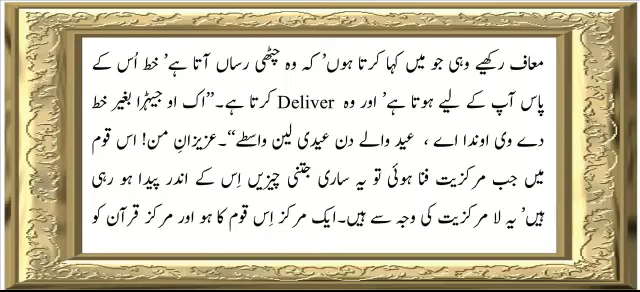 معاف رکھیے وہی جو میں کہا کرتا ہوں’ کہ وہ چٹھی رساں آتا ہے’ خط اُس کے
پاس آپ کے لیے ہوتا ہے’ اور وہ Deliver کرتا ہے۔”اک او جیہڑا بغیر خط
دے وی اوندا اے ، عید والے دن عیدی لین واسطے“۔عزیزانِ من! اس قوم
میں جب مرکزیت فنا ہوئی تو یہ ساری جتنی چیزیں اِس کے اندر پیدا ہو رہی
ہیں’ یہ لا مرکزیت کی وجہ سے ہیں۔ایک مرکز اِس قوم کا ہو اور مرکز قرآن کو